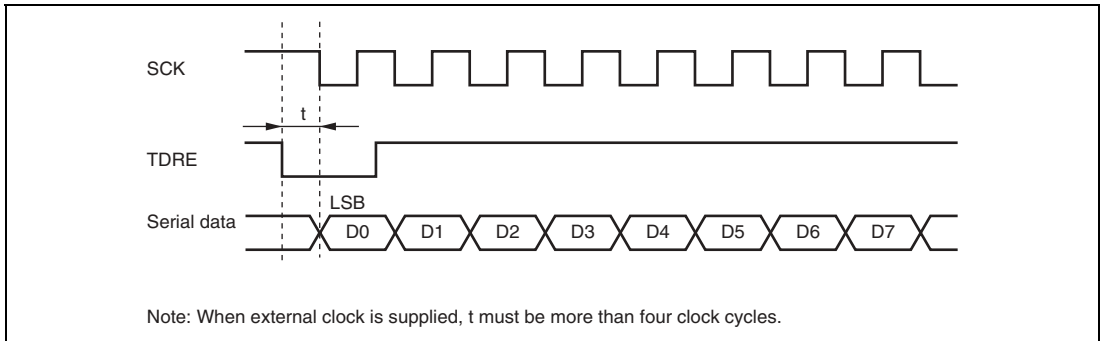 SCK
t
TDRE
LSB
Serial data
D0 D1 D2 D3 D4 D5 D6 D7
Note: When external clock is supplied, t must be more than four clock cycles.